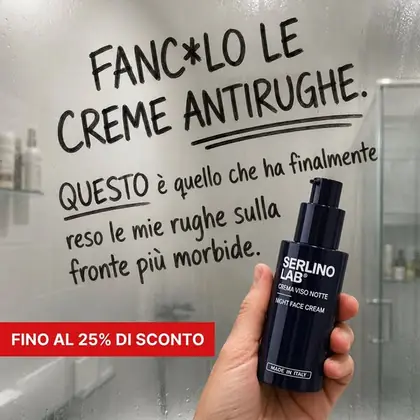 FANC*LO LE
CREME ANTIRUGHE.
QUESTO è quello che ha finalmente
reso le mie rughe sulla
fronte più morbide.
SERLINO
LAB®
CREMA VISO NOTTE
NIGHT FACE CREAM
MADE IN ITALY
FINO AL 25% DI SCONTO